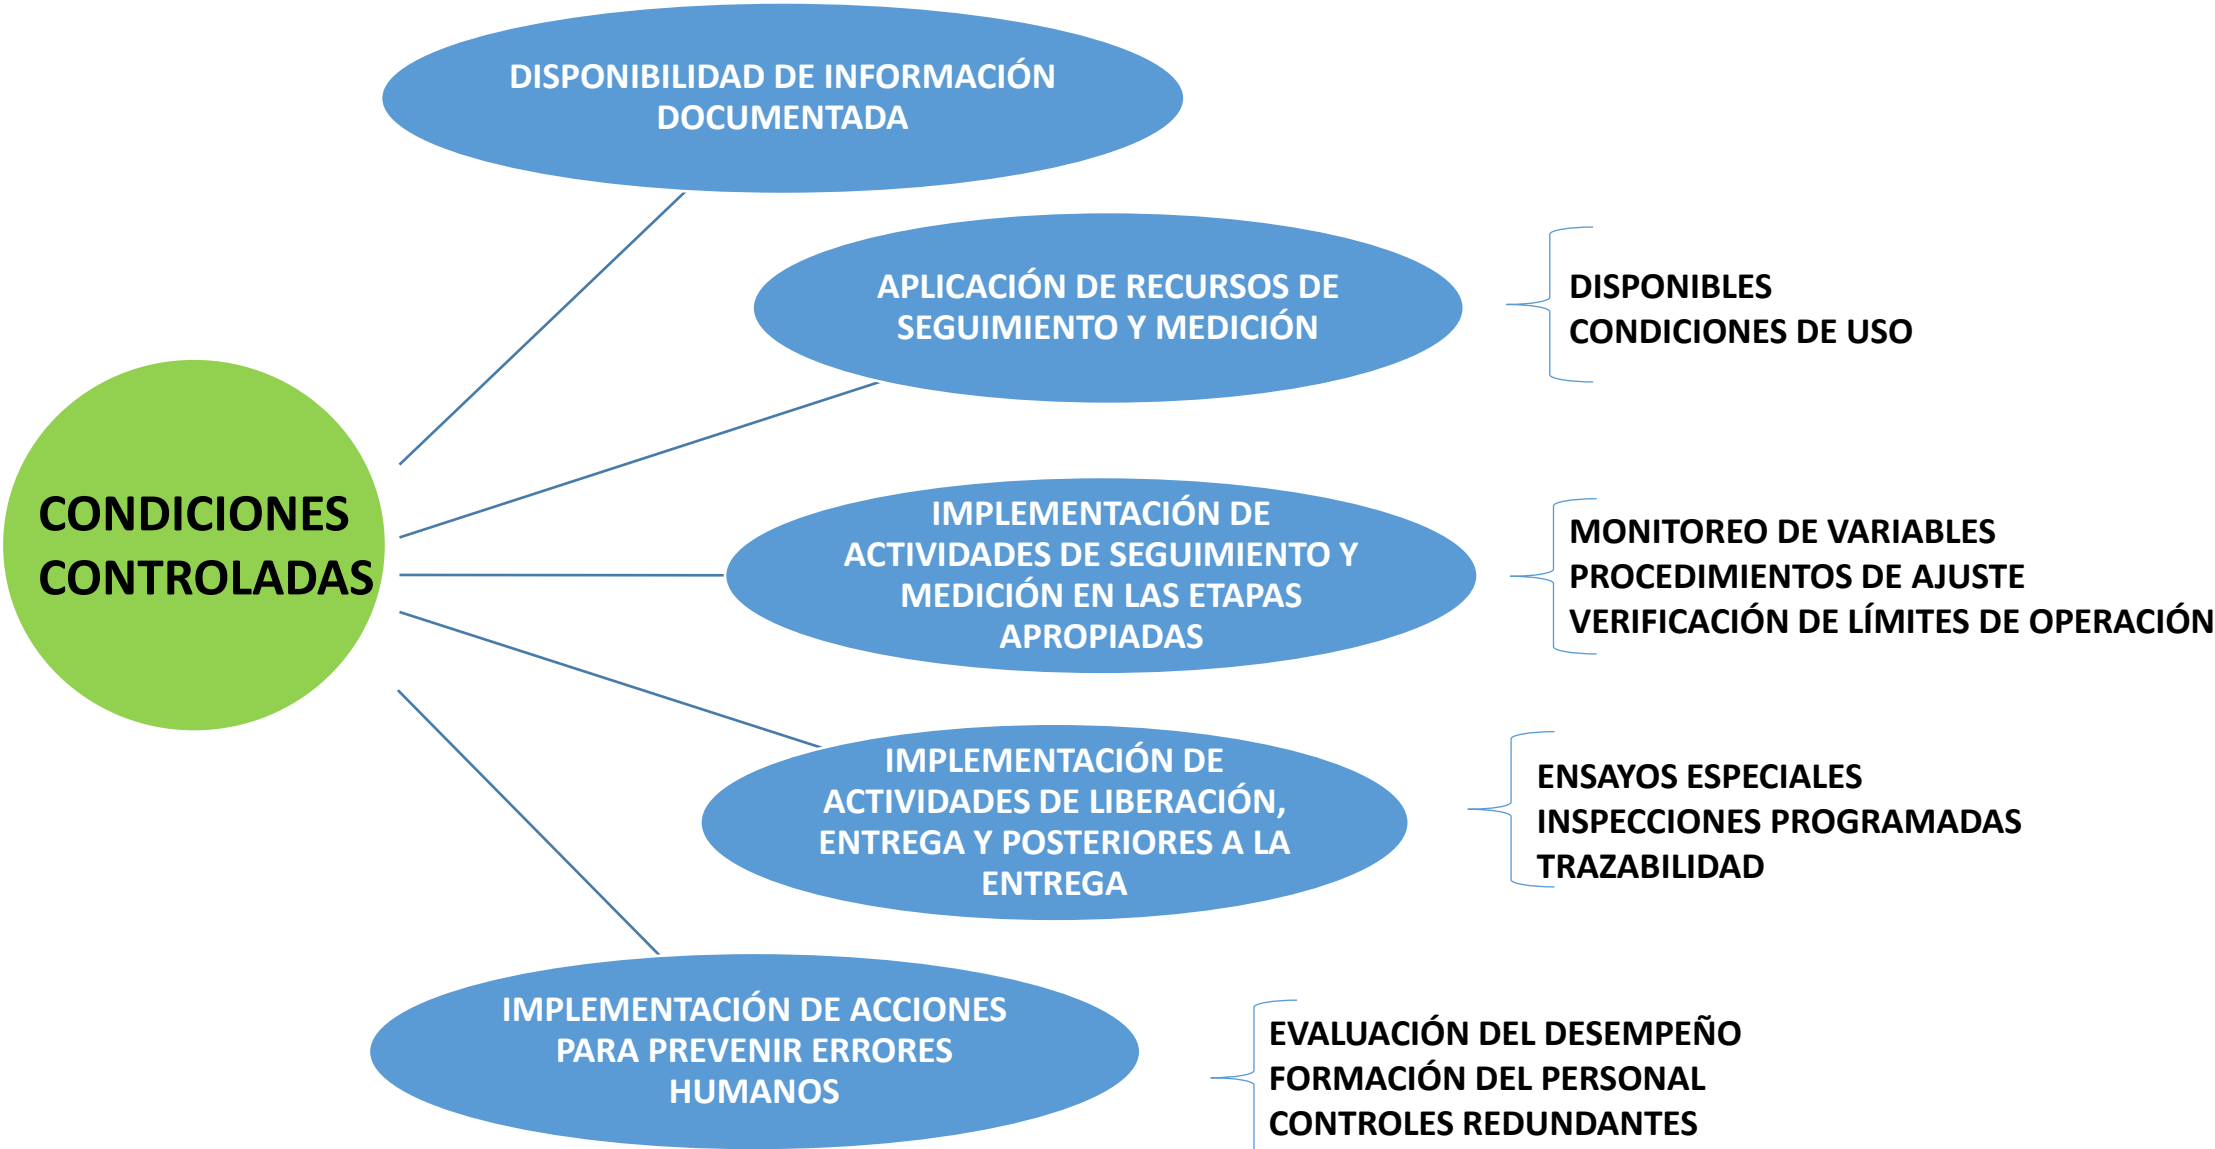 DISPONIBILIDAD DE INFORMACIÓN
DOCUMENTADA
APLICACIÓN DE RECURSOS DE
SEGUIMIENTO Y MEDICIÓN
DISPONIBLES
CONDICIONES DE USO
CONDICIONES
CONTROLADAS
IMPLEMENTACIÓN DE
ACTIVIDADES DE SEGUIMIENTO Y
MEDICIÓN EN LAS ETAPAS
APROPIADAS
MONITOREO DE VARIABLES
PROCEDIMIENTOS DE AJUSTE
VERIFICACIÓN DE LÍMITES DE OPERACIÓN
IMPLEMENTACIÓN DE
ACTIVIDADES DE LIBERACIÓN,
ENTREGA Y POSTERIORES A LA
ENTREGA
ENSAYOS ESPECIALES
INSPECCIONES PROGRAMADAS
TRAZABILIDAD
IMPLEMENTACIÓN DE ACCIONES
PARA PREVENIR ERRORES
HUMANOS
EVALUACIÓN DEL DESEMPEÑO
FORMACIÓN DEL PERSONAL
CONTROLES REDUNDANTES